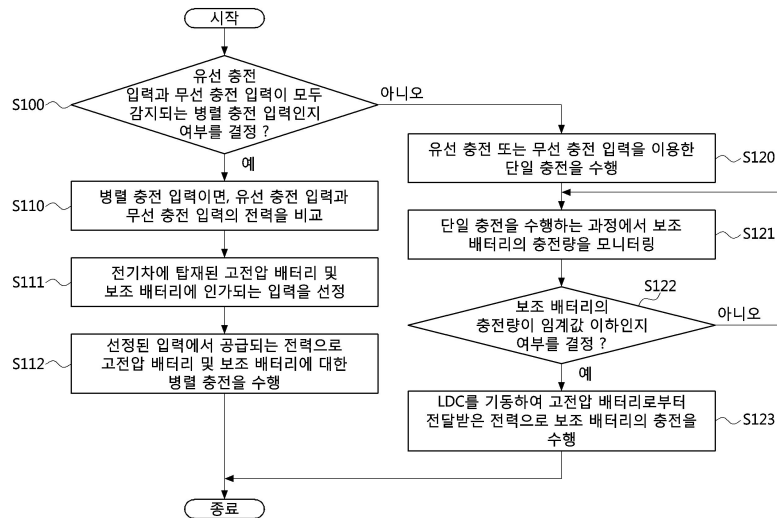 시작
유선 충전
입력과 무선 충전 입력이 모두
감지되는 병렬 충전 입력인지
여부를 결정 ?
S100
아니오
예
병렬 충전 입력이면, 유선 충전 입력과
무선 충전 입력의 전력을 비교
S110
전기차에 탑재된 고전압 배터리 및
보조 배터리에 인가되는 입력을 선정
S111
선정된 입력에서 공급되는 전력으로
고전압 배터리 및 보조 배터리에 대한
병렬 충전을 수행
S112
유선 충전 또는 무선 충전 입력을 이용한
단일 충전을 수행
S120
단일 충전을 수행하는 과정에서 보조
배터리의 충전량을 모니터링
S121
보조 배터리의
충전량이 임계값 이하인지
여부를 결정 ?
S122
아니오
예
LDC를 기동하여 고전압 배터리로부터
전달받은 전력으로 보조 배터리의 충전을
수행
S123
종료